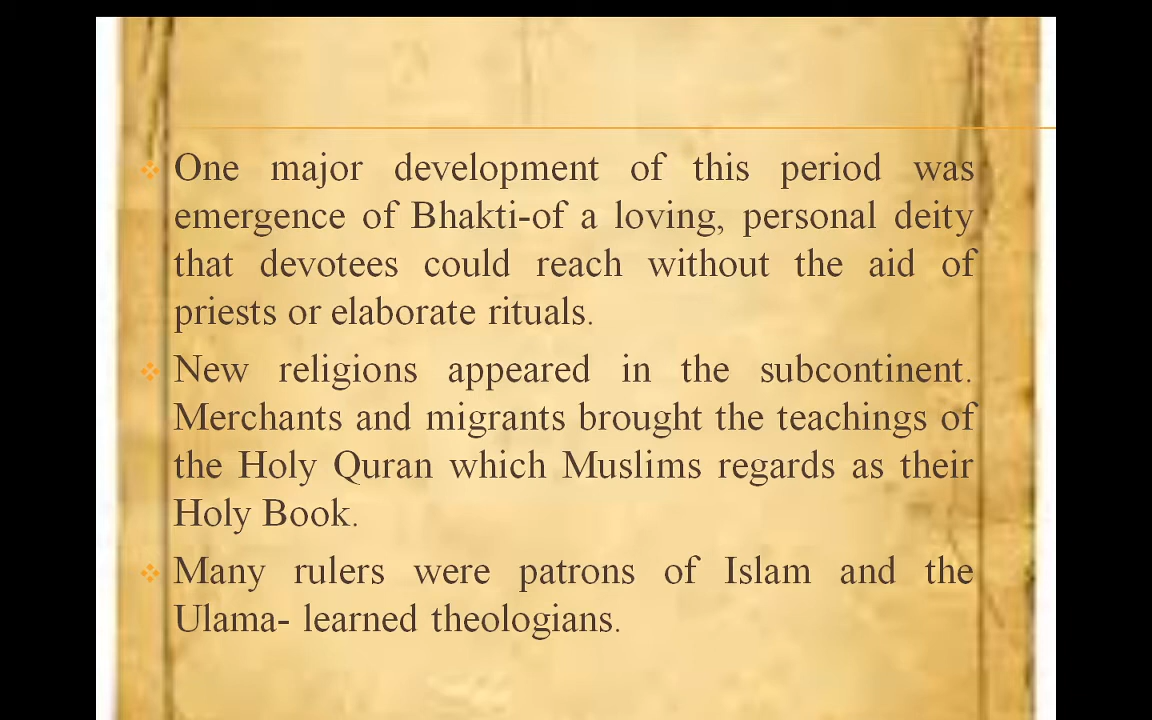 One major development of this period was
emergence of Bhakti-of a loving, personal deity
that devotees could reach without the aid of
priests or elaborate rituals.
New religions appeared in the subcontinent.
Merchants and migrants brought the teachings of
the Holy Quran which Muslims regards as their
Holy Book.
Many rulers were patrons of Islam and the
Ulama- learned theologians.